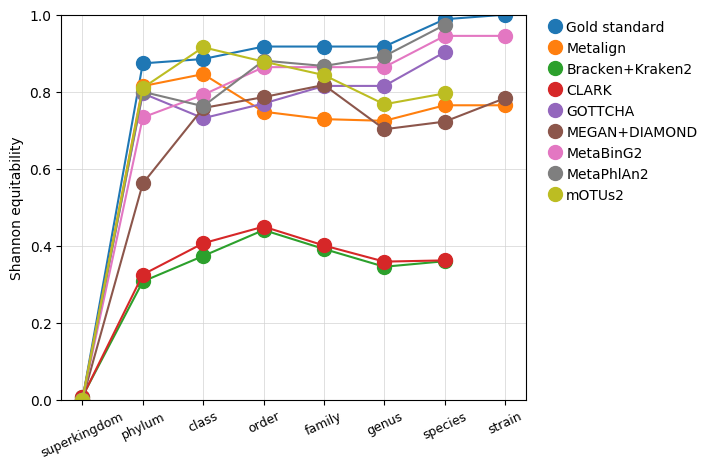 1.0
0.8
0.6
0.4
0.2
0.0
Shannon equitability
superkingdom
phylum
class
order
family
genus
species
strain
Gold standard
Metalign
Bracken+Kraken2
CLARK
GOTTCHA
MEGAN+DIAMOND
MetaBinG2
MetaPhlAn2
mOTUs2